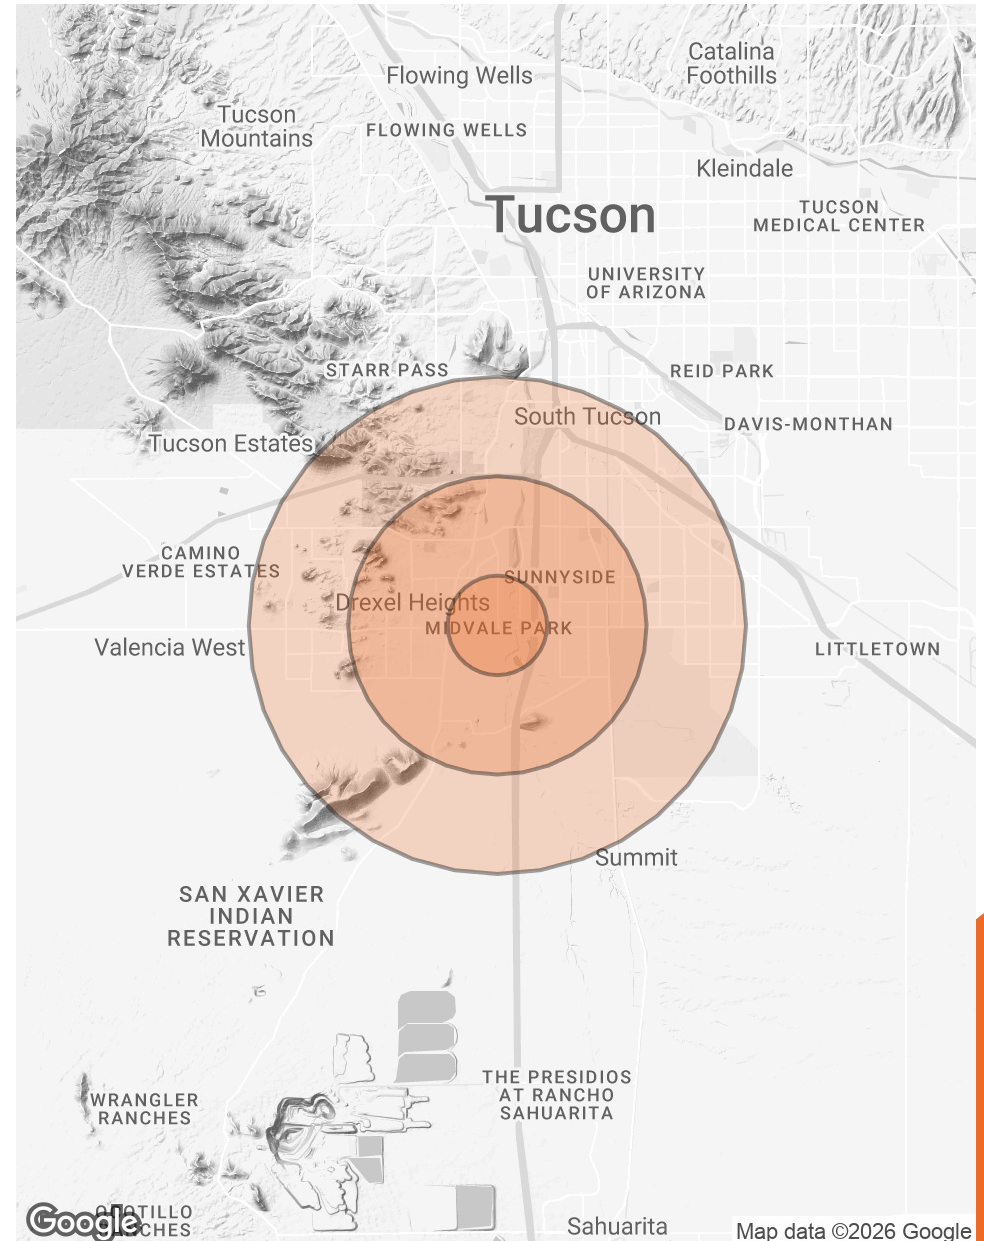 Catalina
Foothills
Flowing Wells
Tucson
Mountains
FLOWING WELLS
Kleindale
Tucson
TUCSON
MEDICAL CENTER
UNIVERSITY
OF ARIZONA
STARR PASS
REID PARK
South Tucson
DAVIS-MONTHAN
Tucson Estates
CAMINO
VERDE ESTATES
SUNNYSIDE
Drexel Heights
MIDVALE PARK
Valencia West
LITTLETOWN
Summit
SAN XAVIER
INDIAN
RESERVATION
THE PRESIDIOS
AT RANCHO
SAHUARITA
WRANGLER
RANCHES
Google
Sahuarita
Map data ©2026 Google